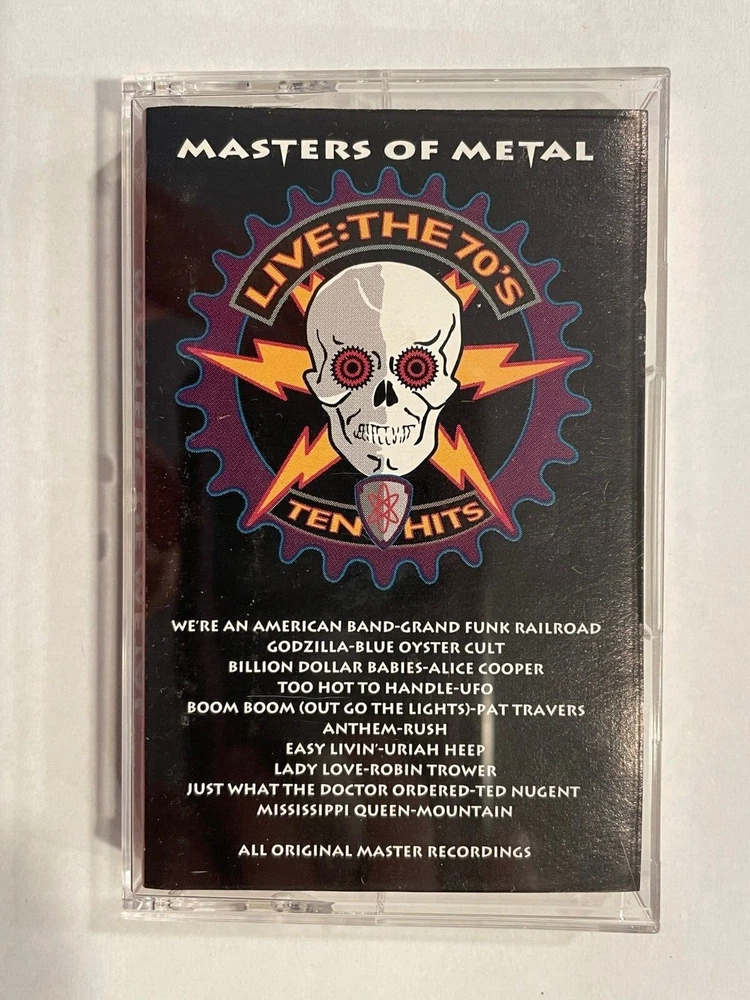 MASTERS OF METAL
LIVE: THE 70'S
TEN HITS
WE'RE AN AMERICAN BAND-GRAND FUNK RAILROAD
GODZILLA-BLUE OYSTER CULT
BILLION DOLLAR BABIES-ALICE COOPER
TOO HOT TO HANDLE-UFO
BOOM BOOM (OUT GO THE LIGHTS)-PAT TRAVERS
ANTHEM-RUSH
EASY LIVIN'-URIAH HEEP
LADY LOVE-ROBIN TROWER
JUST WHAT THE DOCTOR ORDERED-TED NUGENT
MISSISSIPPI QUEEN-MOUNTAIN
ALL ORIGINAL MASTER RECORDINGS